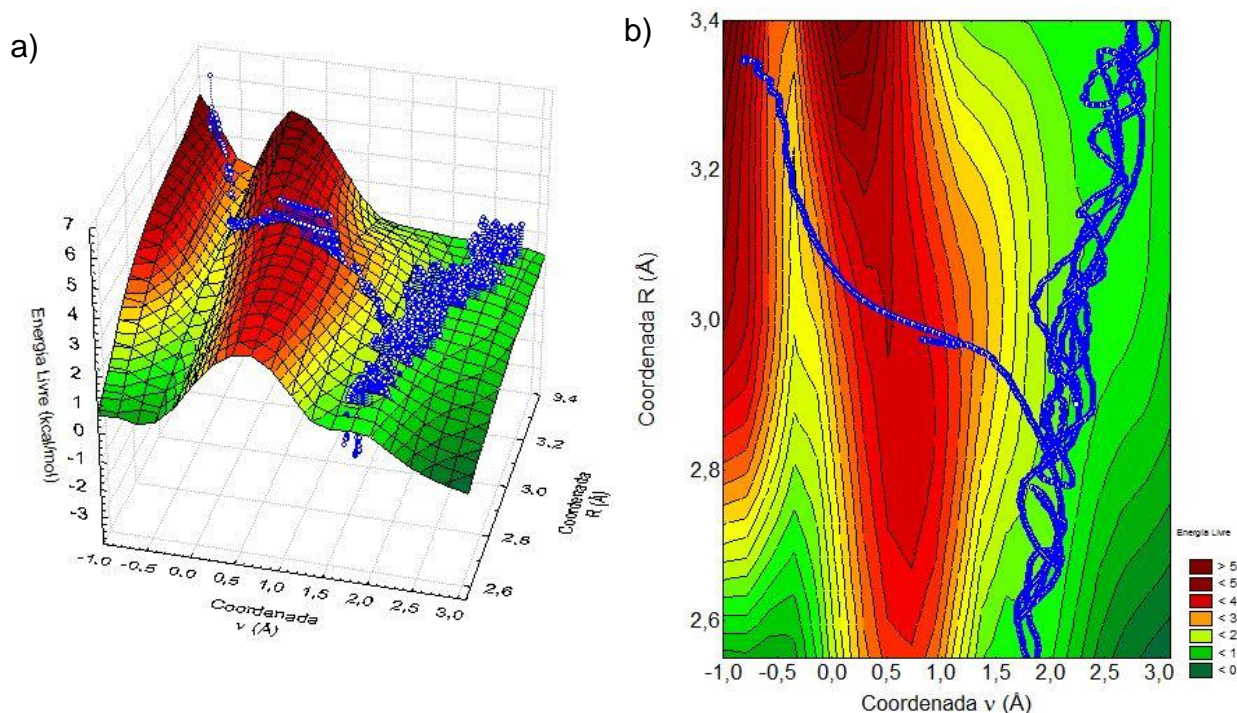 a)
7
6
5
4
3
2
1
0
-1
-2
-3
Energia Livre (kcal/mol)
-1.0 -0.5 0.0 0.5 1.0 1.5 2.0 2.5 3.0
Coordenada
ν (Å)
3.4
3.2
3.0
2.8
2.6
Coordenada
R (Å)
b)
3,4
3,2
3,0
2,8
2,6
Coordenada R (Å)
-1,0 -0,5 0,0 0,5 1,0 1,5 2,0 2,5 3,0
Coordenada ν (Å)
Energia Livre
> 5
< 5
< 4
< 3
< 2
< 1
< 0